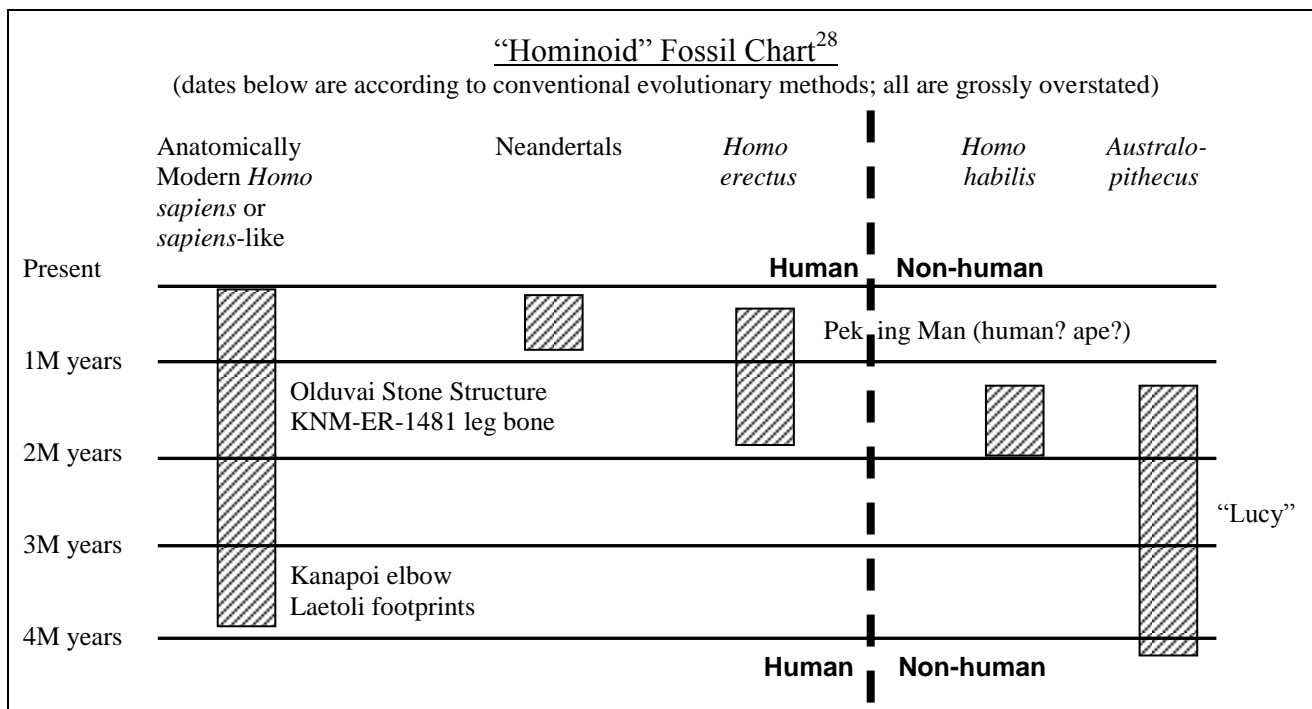 “Hominoid” Fossil Chart28
(dates below are according to conventional evolutionary methods; all are grossly overstated)
Anatomically
Modern Homo
sapiens or
sapiens-like
Neandertals
Homo
erectus
Homo
habilis
Australo-
pithecus
Present
Human Non-human
Pek ing Man (human? ape?)
1M years
Olduvai Stone Structure
KNM-ER-1481 leg bone
2M years
“Lucy”
3M years
Kanapoi elbow
Laetoli footprints
4M years
Human Non-human